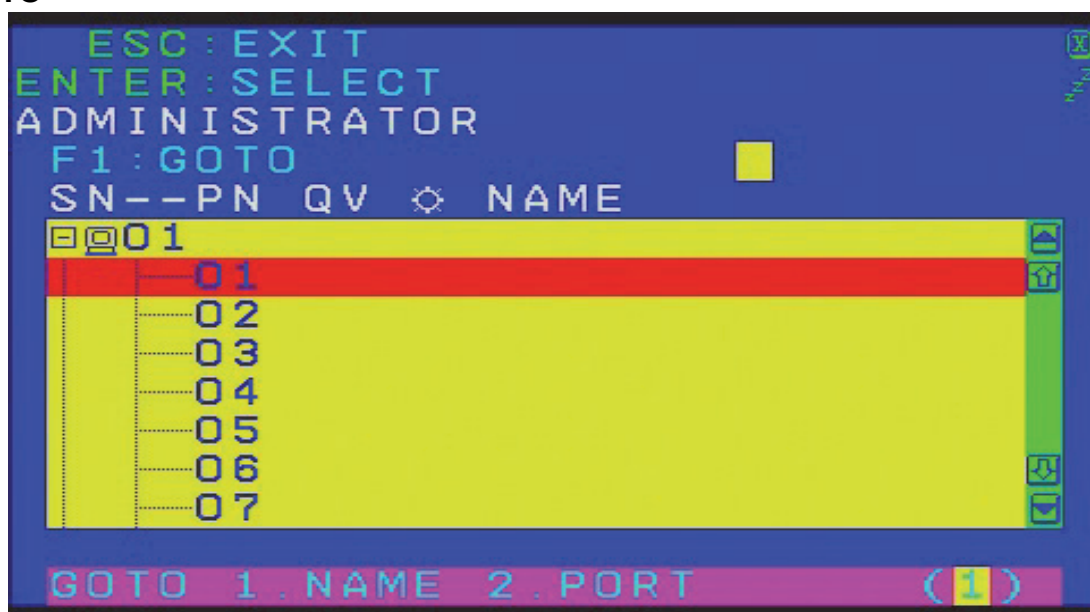 ESC:EXIT
ENTER:SELECT
ADMINISTRATOR
F1:GOTO
SN--PN QV ☼ NAME
01
01
02
03
04
05
06
07
GOTO 1.NAME 2.PORT (1)
X
zzz